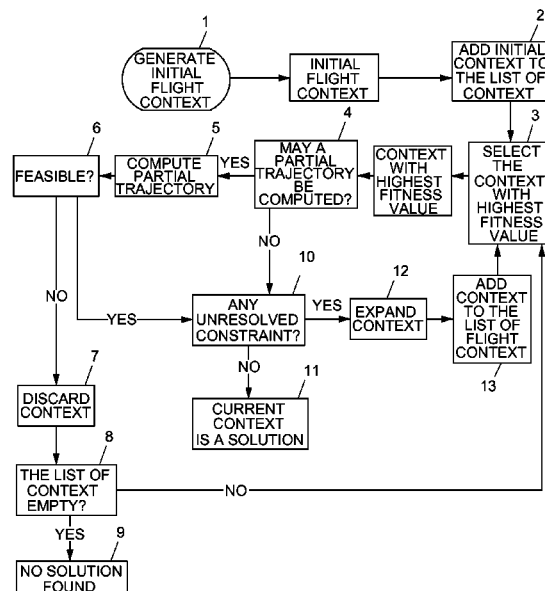 1
GENERATE
INITIAL
FLIGHT
CONTEXT
INITIAL
FLIGHT
CONTEXT
2
ADD INITIAL
CONTEXT TO
THE LIST OF
CONTEXT
3
SELECT
THE
CONTEXT
WITH
HIGHEST
FITNESS
VALUE
CONTEXT
WITH
HIGHEST
FITNESS
VALUE
4
MAY A
PARTIAL
TRAJECTORY
BE
COMPUTED?
YES
5
COMPUTE
PARTIAL
TRAJECTORY
6
FEASIBLE?
NO
NO
YES
10
ANY
UNRESOLVED
CONSTRAINT?
YES
12
EXPAND
CONTEXT
ADD
CONTEXT
TO THE
LIST OF
FLIGHT
CONTEXT
13
NO
11
CURRENT
CONTEXT
IS A SOLUTION
7
DISCARD
CONTEXT
8
THE LIST OF
CONTEXT
EMPTY?
NO
YES
9
NO SOLUTION
FOUND